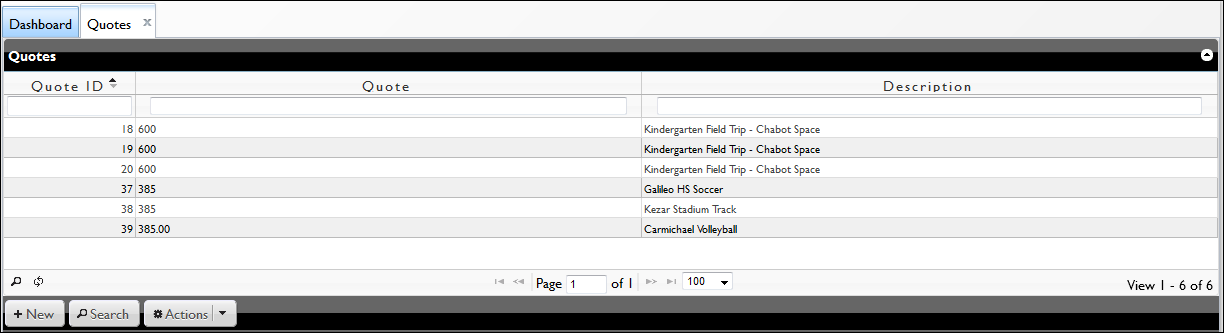 Dashboard Quotes x
Quotes
Quote ID Quote Description
18 600 Kindergarten Field Trip - Chabot Space
19 600 Kindergarten Field Trip - Chabot Space
20 600 Kindergarten Field Trip - Chabot Space
37 385 Galileo HS Soccer
38 385 Kezar Stadium Track
39 385.00 Carmichael Volleyball
Page 1 of 1 100 View 1 - 6 of 6
+ New Search Actions